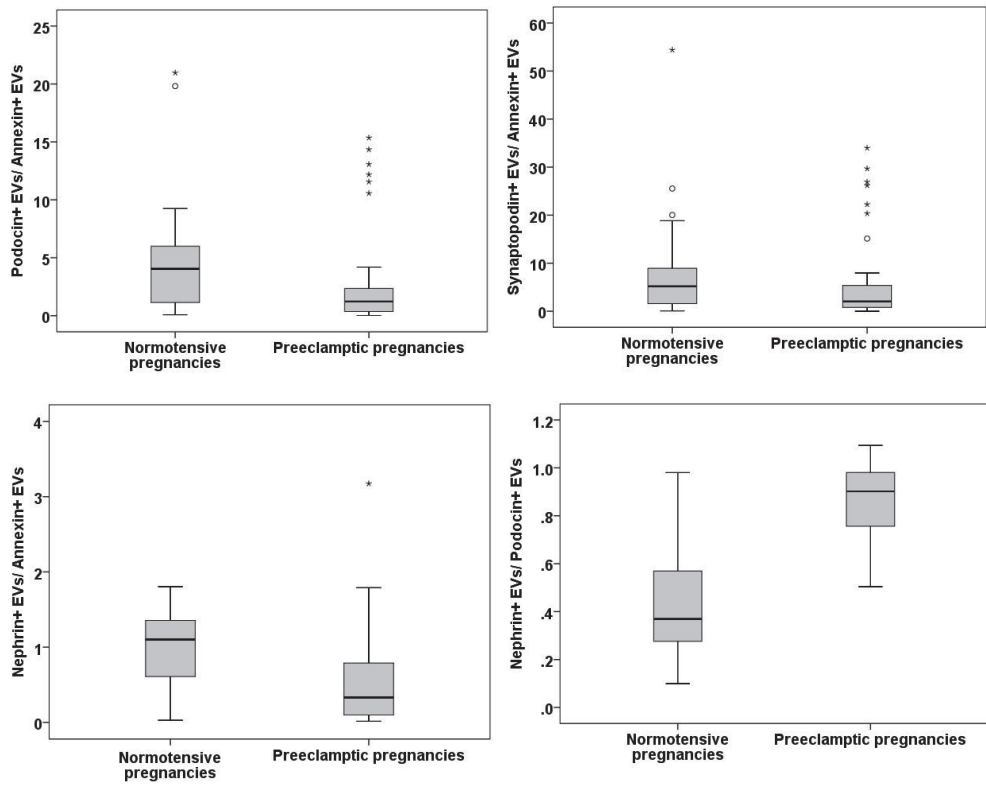 Podocin+ EVs/ Annexin+ EVs
25
20
15
10
5
0
Normotensive
pregnancies
Preeclamptic pregnancies
Synaptopodin+ EVs/ Annexin+ EVs
60
50
40
30
20
10
0
Normotensive
pregnancies
Preeclamptic pregnancies
Nephrin+ EVs/ Annexin+ EVs
4
3
2
1
0
Normotensive
pregnancies
Preeclamptic pregnancies
Nephrin+ EVs/ Podocin+ EVs
1.2
1.0
.8
.6
.4
.2
.0
Normotensive
pregnancies
Preeclamptic pregnancies